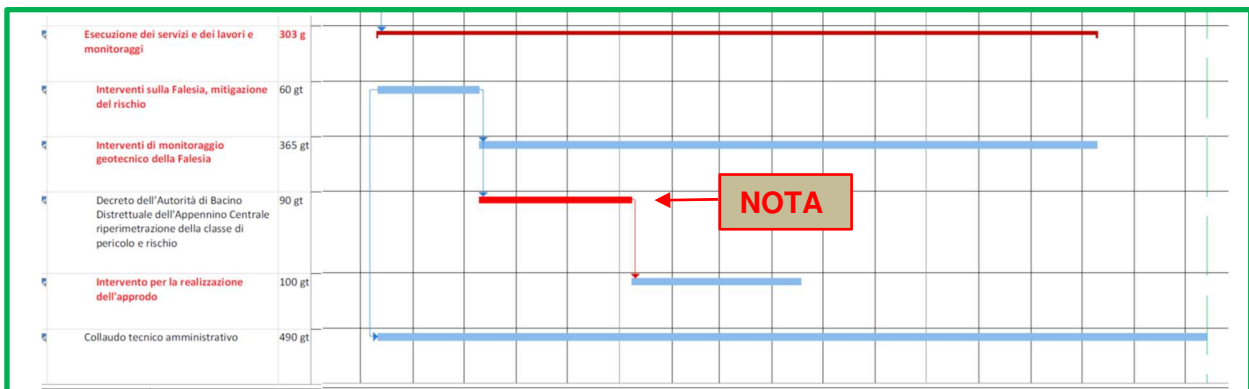 Esecuzione dei servizi e dei lavori e 303 g
monitoraggi
Interventi sulla Falesia, mitigazione 60 gt
del rischio
Interventi di monitoraggio 365 gt
geotecnico della Falesia
Decreto dell'Autorità di Bacino 90 gt
Distrettuale dell'Appennino Centrale
riperimetrazione della classe di
pericolo e rischio
NOTA
Intervento per la realizzazione 100 gt
dell'approdo
Collaudo tecnico amministrativo 490 gt